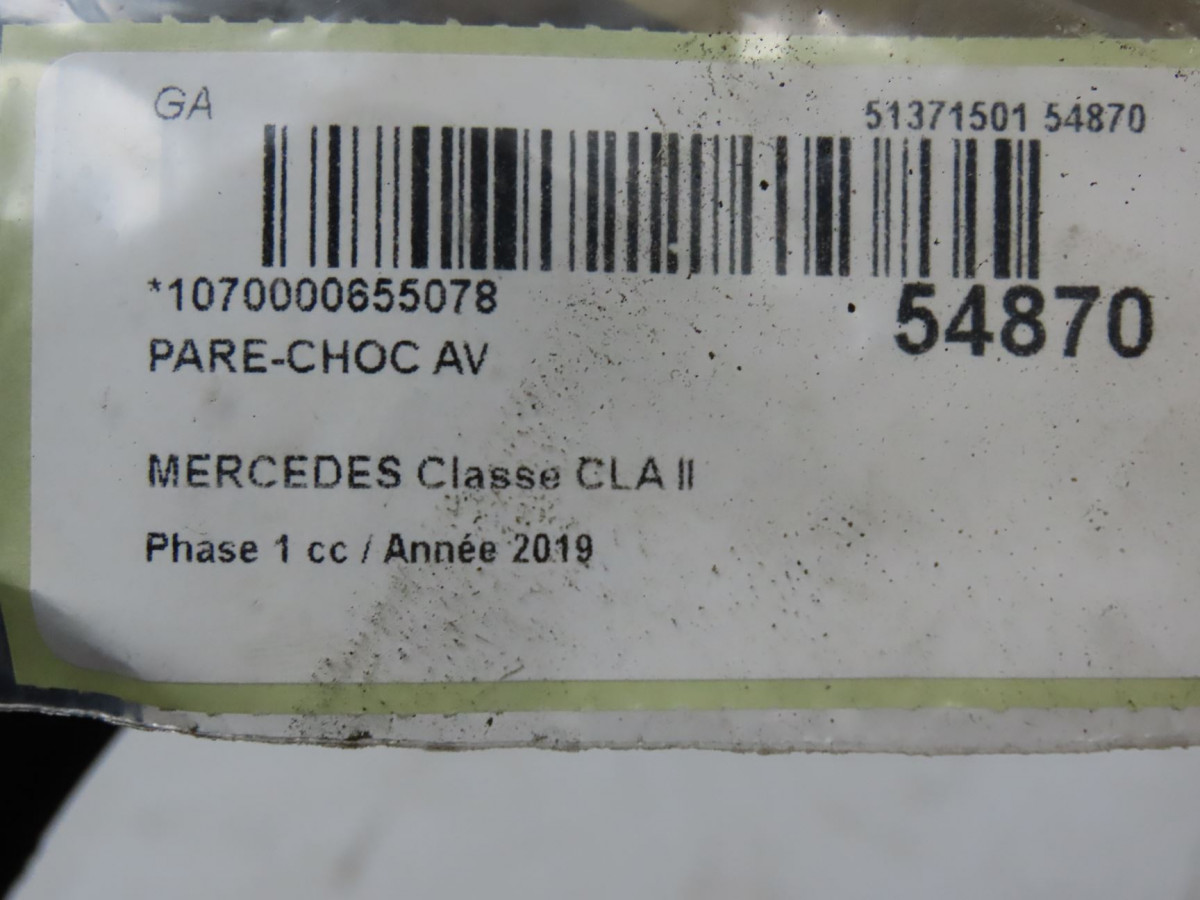 GA
51371501 54870
*1070000655078
54870
PARE-CHOC AV
MERCEDES Classe CLA II
Phase 1 cc / Année 2019